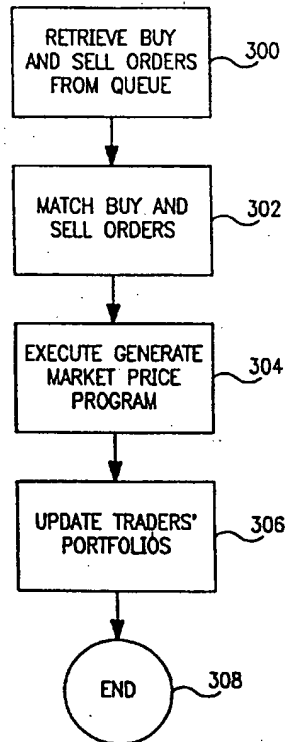 RETRIEVE BUY
AND SELL ORDERS
FROM QUEUE
300
MATCH BUY AND
SELL ORDERS
302
EXECUTE GENERATE
MARKET PRICE
PROGRAM
304
UPDATE TRADERS'
PORTFOLIOS
306
END
308